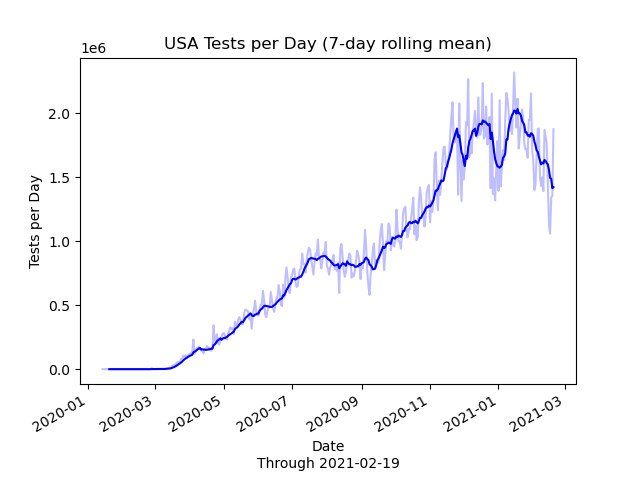 USA Tests per Day (7-day rolling mean)
1e6
2.0
1.5
1.0
0.5
0.0
Tests per Day
2020-01
2020-03
2020-05
2020-07
2020-09
2020-11
2021-01
2021-03
Date
Through 2021-02-19